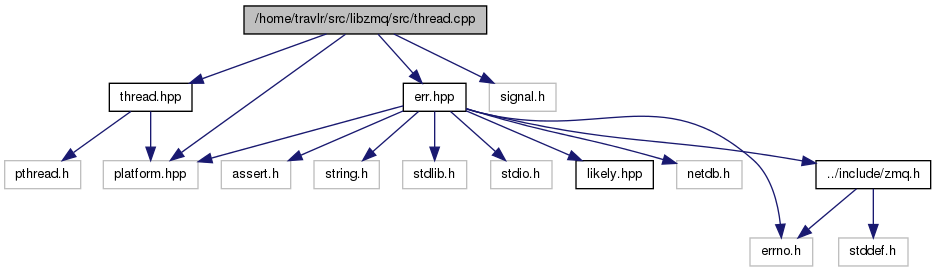 /home/travlr/src/libzmq/src/thread.cpp
thread.hpp
err.hpp
signal.h
pthread.h
platform.hpp
assert.h
string.h
stdlib.h
stdio.h
likely.hpp
netdb.h
../include/zmq.h
errno.h
stddef.h